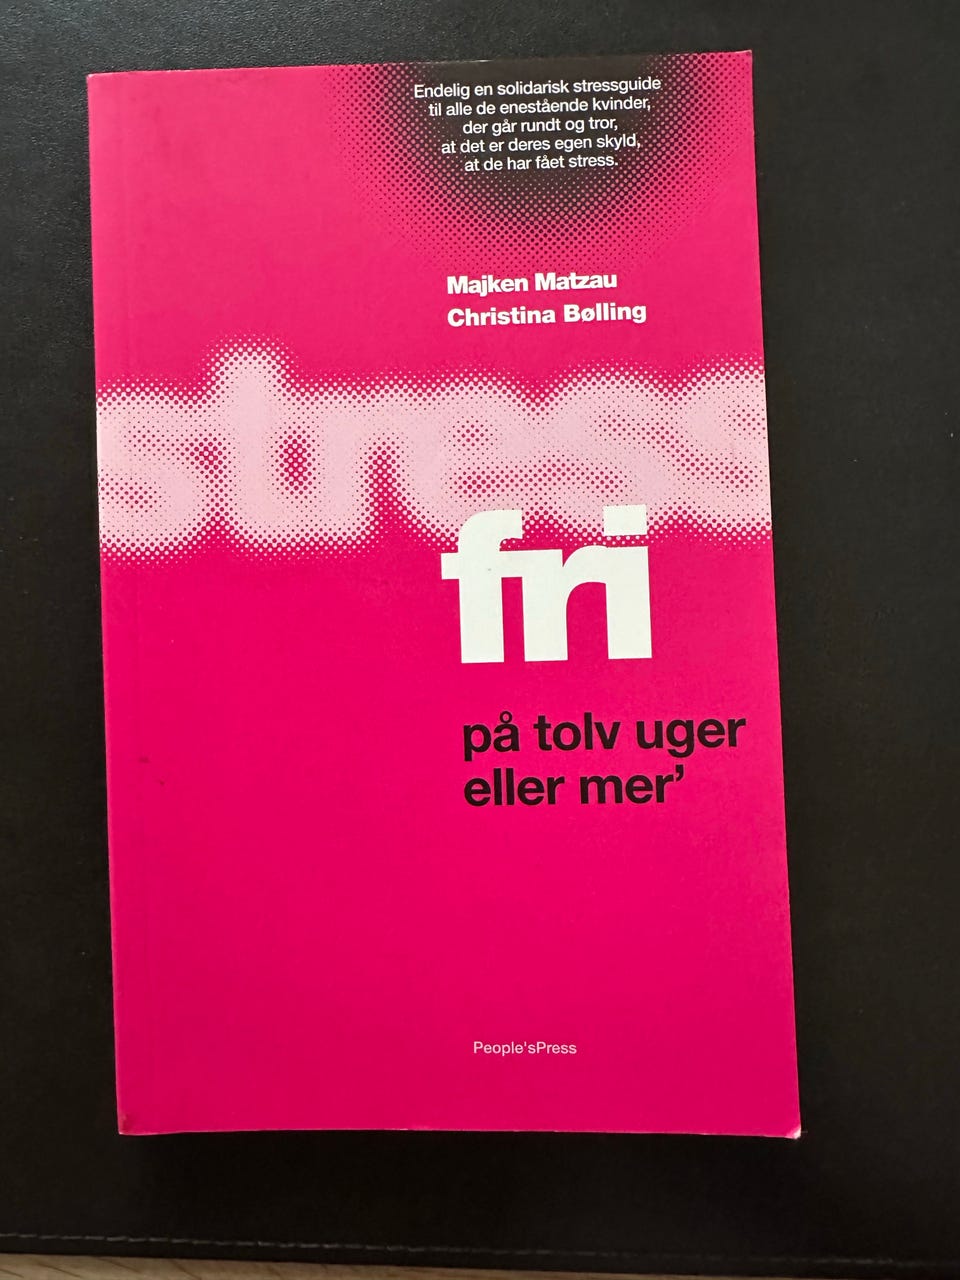 Endelig en solidarisk stressguide
til alle de enestående kvinder,
der går rundt og tror,
at det er deres egen skyld,
at de har fået stress.
Majken Matzau
Christina Bølling
stress
fri
på tolv uger
eller mer’
People'sPress